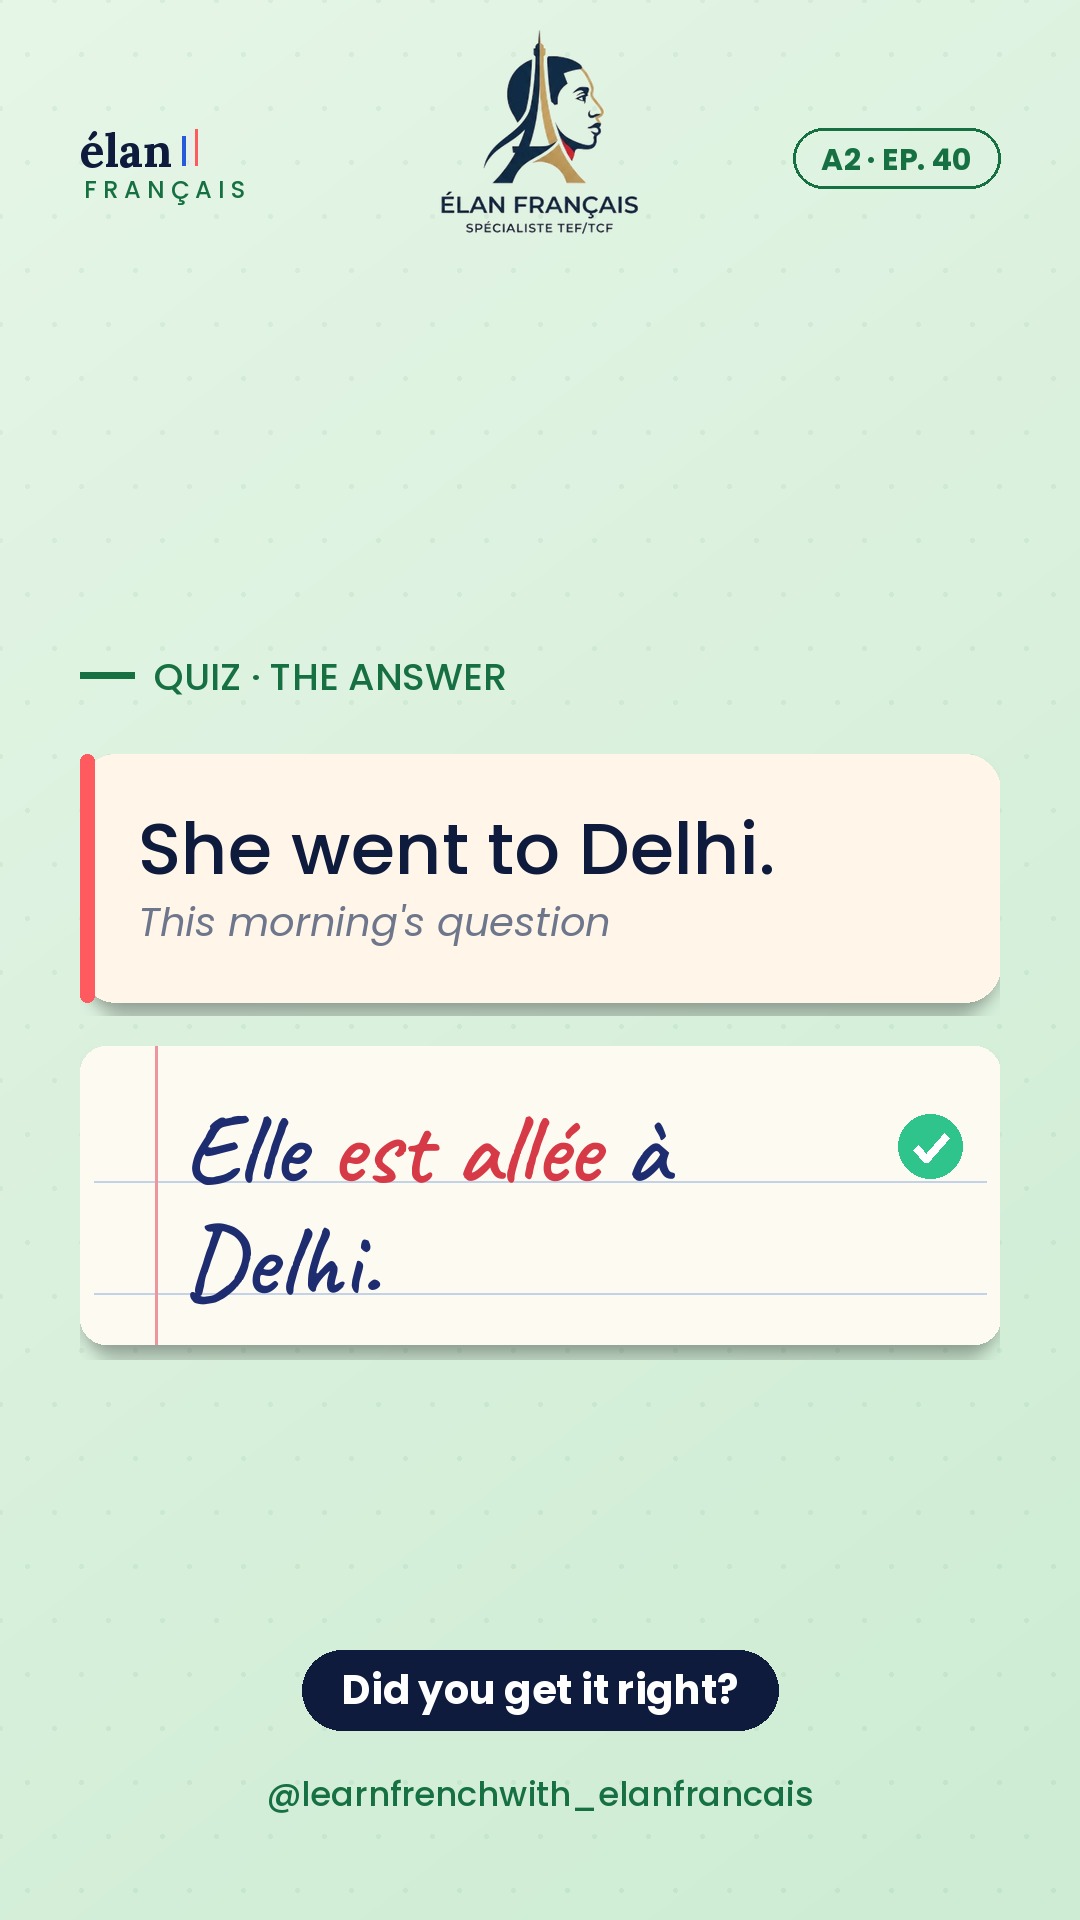 élan
FRANÇAIS
ÉLAN FRANÇAIS
SPÉCIALISTE TEF/TCF
A2 · EP. 40
QUIZ · THE ANSWER
She went to Delhi.
This morning's question
Elle est allée à
Delhi.
Did you get it right?
@learnfrenchwith_elanfrancais